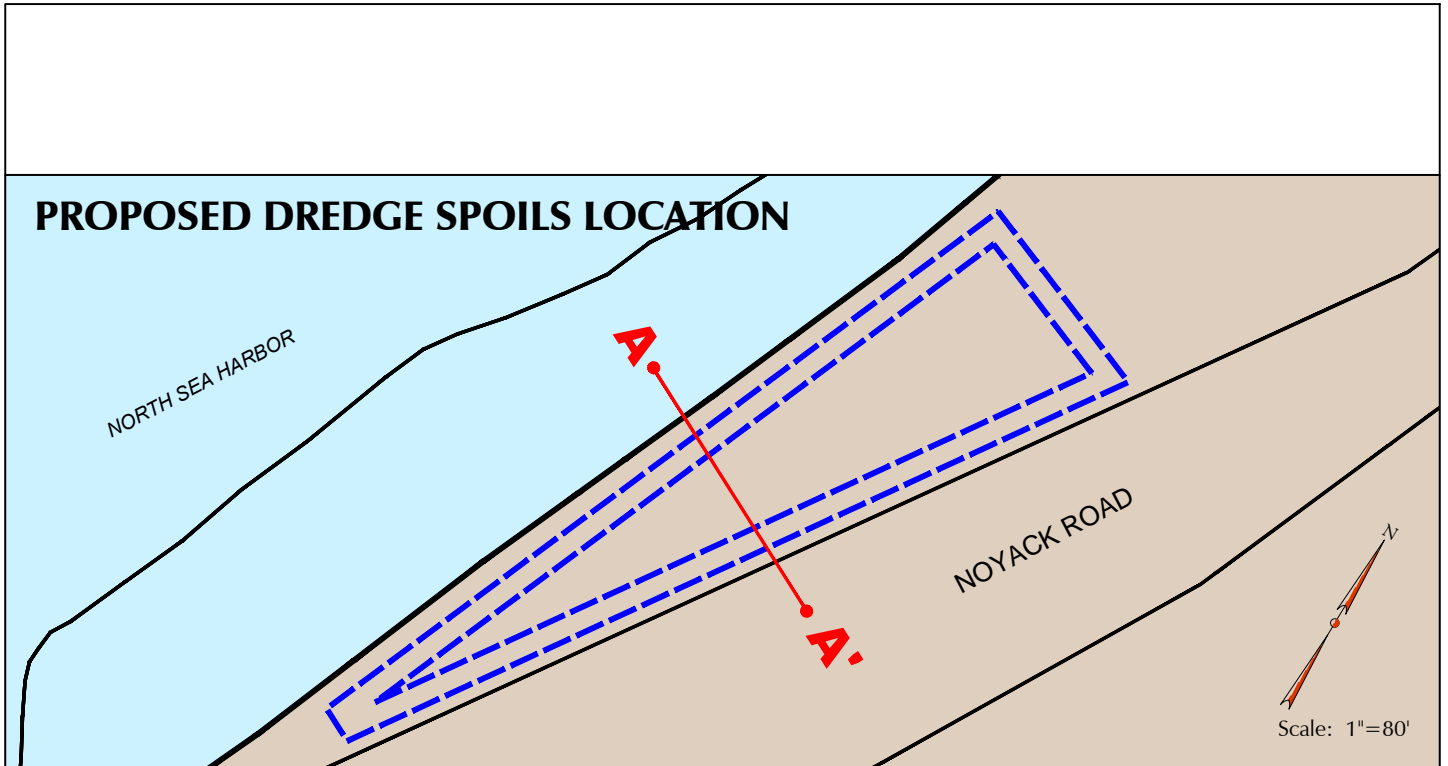 PROPOSED DREDGE SPOILS LOCATION
NORTH SEA HARBOR
A
NOYACK ROAD
A'
N
Scale: 1"=80'